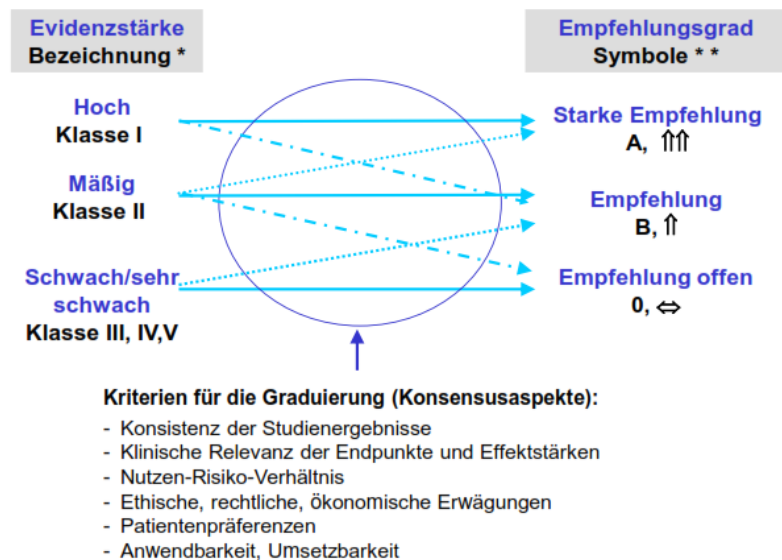 Evidenzstärke
Bezeichnung *
Empfehlungsgrad
Symbole * *
Hoch
Klasse I
Starke Empfehlung
A, ⇑⇑
Mäßig
Klasse II
Empfehlung
B, ⇑
Schwach/sehr
schwach
Klasse III, IV,V
Empfehlung offen
0, ⇔
Kriterien für die Graduierung (Konsensusaspekte):
- Konsistenz der Studienergebnisse
- Klinische Relevanz der Endpunkte und Effektstärken
- Nutzen-Risiko-Verhältnis
- Ethische, rechtliche, ökonomische Erwägungen
- Patientenpräferenzen
- Anwendbarkeit, Umsetzbarkeit